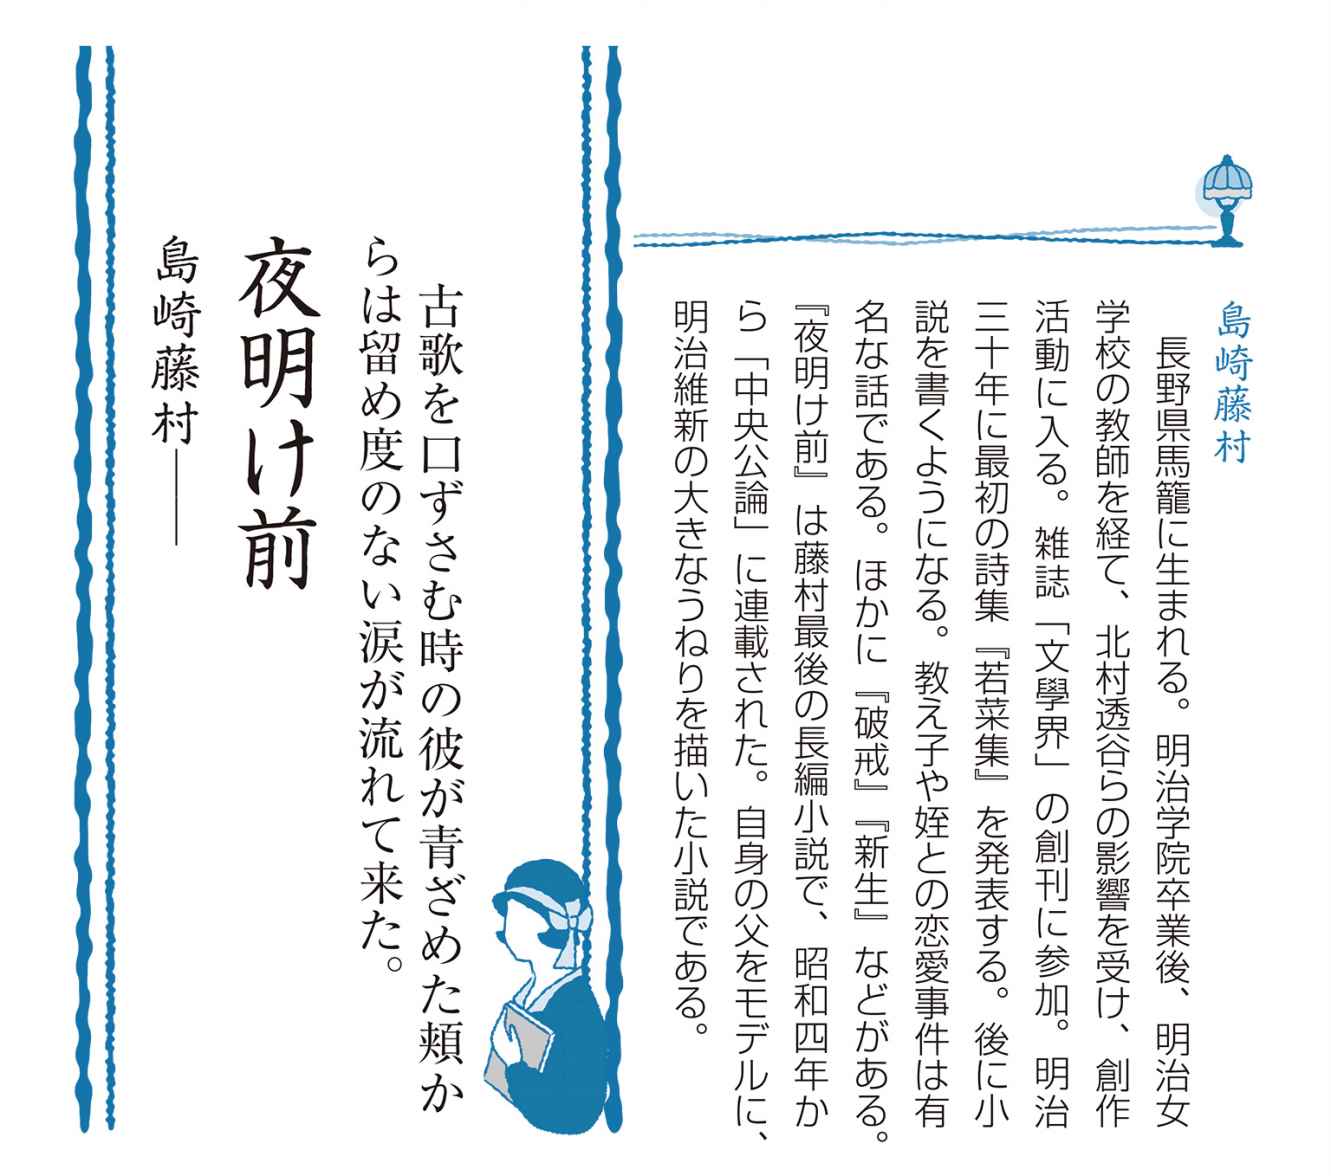 島崎藤村
長野県馬籠に生まれる。明治学院卒業後、明治女
学校の教師を経て、北村透谷らの影響を受け、創作
活動に入る。雑誌「文學界」の創刊に参加。明治
三十年に最初の詩集『若菜集』を発表する。後に小
説を書くようになる。教え子や姪との恋愛事件は有
名な話である。ほかに『破戒』『新生』などがある。
『夜明け前』は藤村最後の長編小説で、昭和四年か
ら「中央公論」に連載された。自身の父をモデルに、
明治維新の大きなうねりを描いた小説である。
古歌を口ずさむ時の彼が青ざめた頬か
らは留め度のない涙が流れて来た。
夜明け前
島崎藤村――